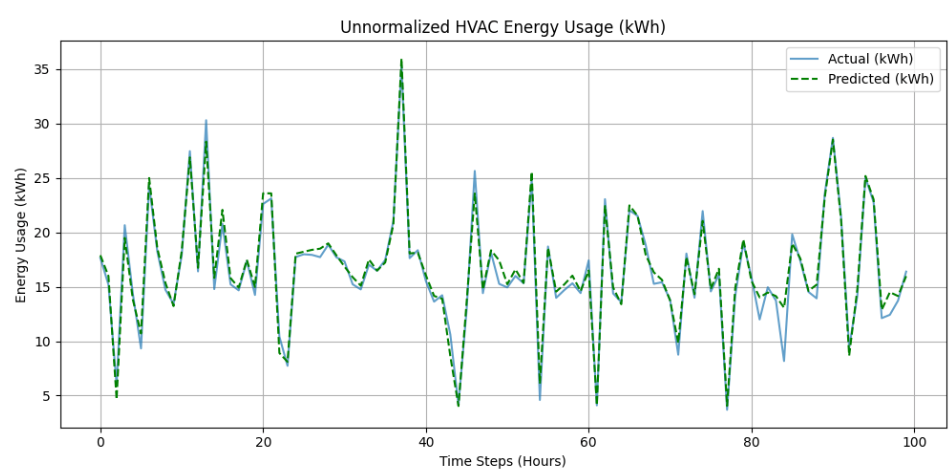 Unnormalized HVAC Energy Usage (kWh)
Actual (kWh)
Predicted (kWh)
Energy Usage (kWh)
35
30
25
20
15
10
5
0 20 40 60 80 100
Time Steps (Hours)